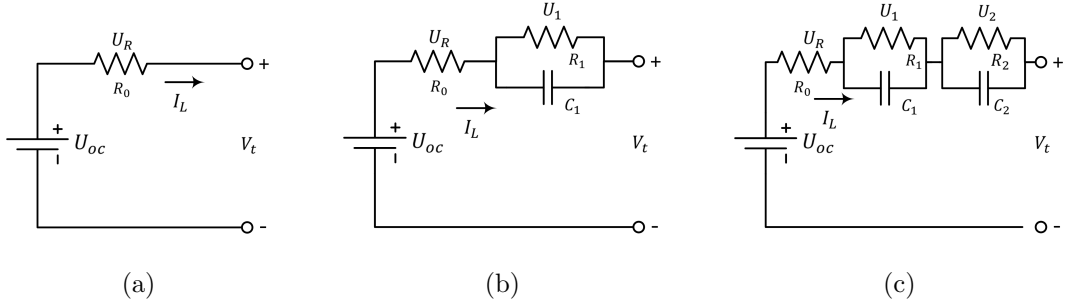 U_R
R_0
I_L
+
U_oc
V_t
+
-
(a)
U_R
R_0
I_L
U_1
R_1
C_1
+
U_oc
V_t
+
-
(b)
U_R
R_0
I_L
U_1
R_1
C_1
U_2
R_2
C_2
+
U_oc
V_t
+
-
(c)